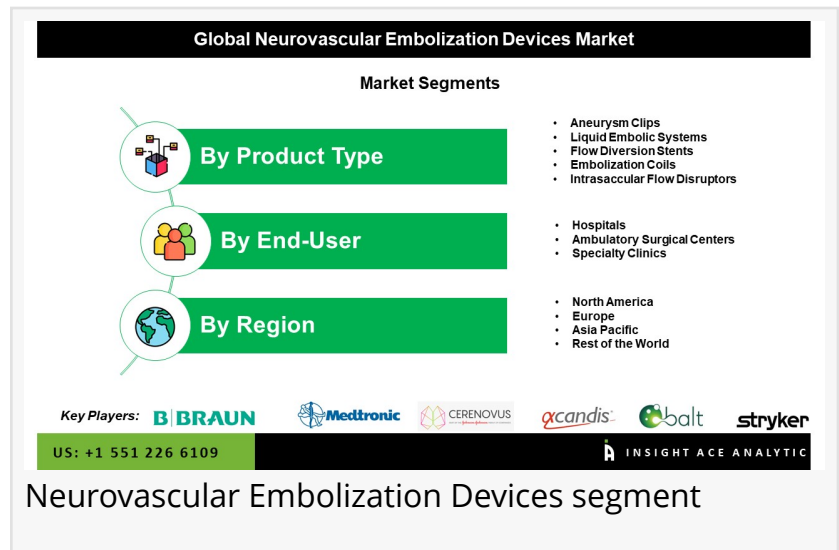 Global Neurovascular Embolization Devices Market
Market Segments
By Product Type
• Aneurysm Clips
• Liquid Embolic Systems
• Flow Diversion Stents
• Embolization Coils
• Intrasaccular Flow Disruptors
By End-User
• Hospitals
• Ambulatory Surgical Centers
• Specialty Clinics
By Region
• North America
• Europe
• Asia Pacific
• Rest of the World
Key Players: B|BRAUN Medtronic CERENOVUS acandis balt stryker
US: +1 551 226 6109 INSIGHT ACE ANALYTIC
Neurovascular Embolization Devices segment